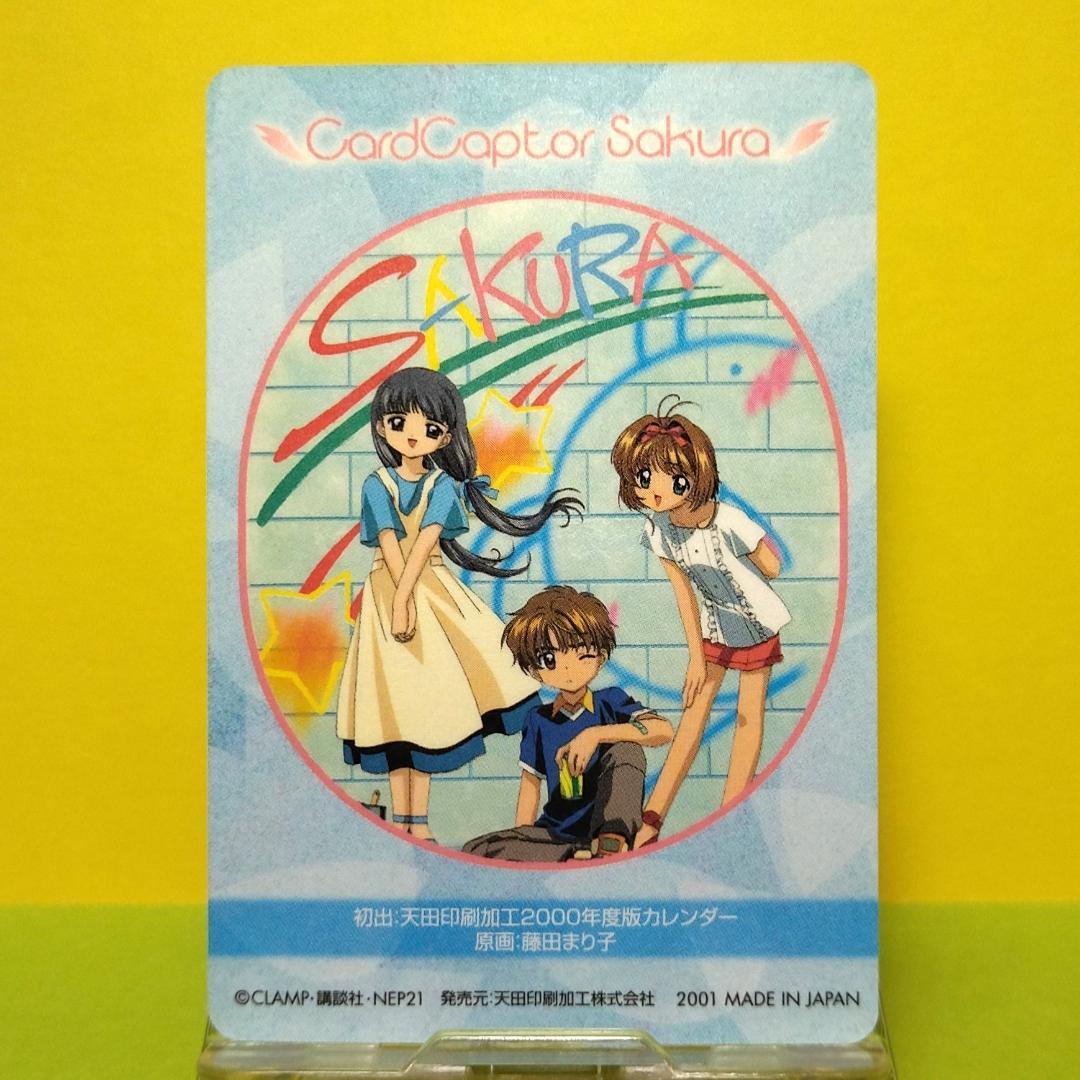 CardCaptor Sakura
SAKURA
初出:天田印刷加工2000年度版カレンダー
原画:藤田まり子
©CLAMP・講談社・NEP21 発売元:天田印刷加工株式会社 2001 MADE IN JAPAN